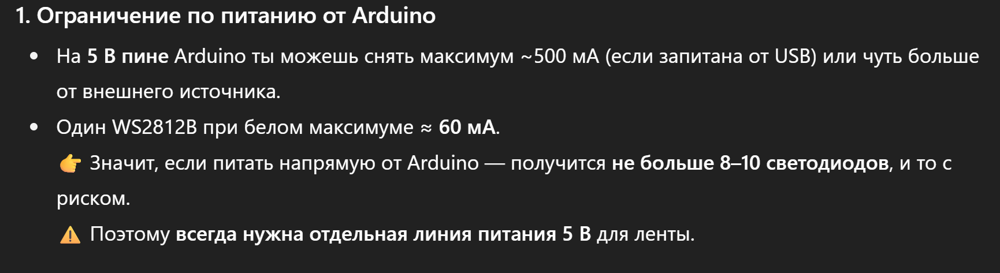 1. Ограничение по питанию от Arduino
• На 5 В пине Arduino ты можешь снять максимум ~500 мА (если запитана от USB) или чуть больше
от внешнего источника.
• Один WS2812B при белом максимуме ≈ 60 мА.
👉 Значит, если питать напрямую от Arduino — получится не больше 8–10 светодиодов, и то с
риском.
⚠️ Поэтому всегда нужна отдельная линия питания 5 В для ленты.